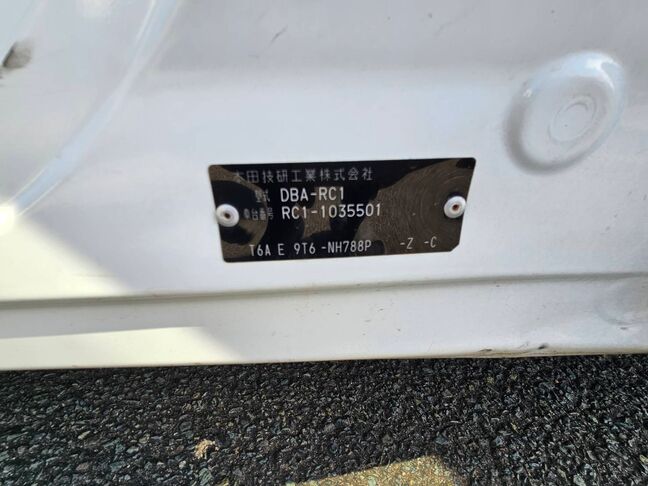 本田技研工業株式会社
型式 DBA-RC1
車台番号 RC1-1035501
T6A E 9T6 -NH788P -Z -C